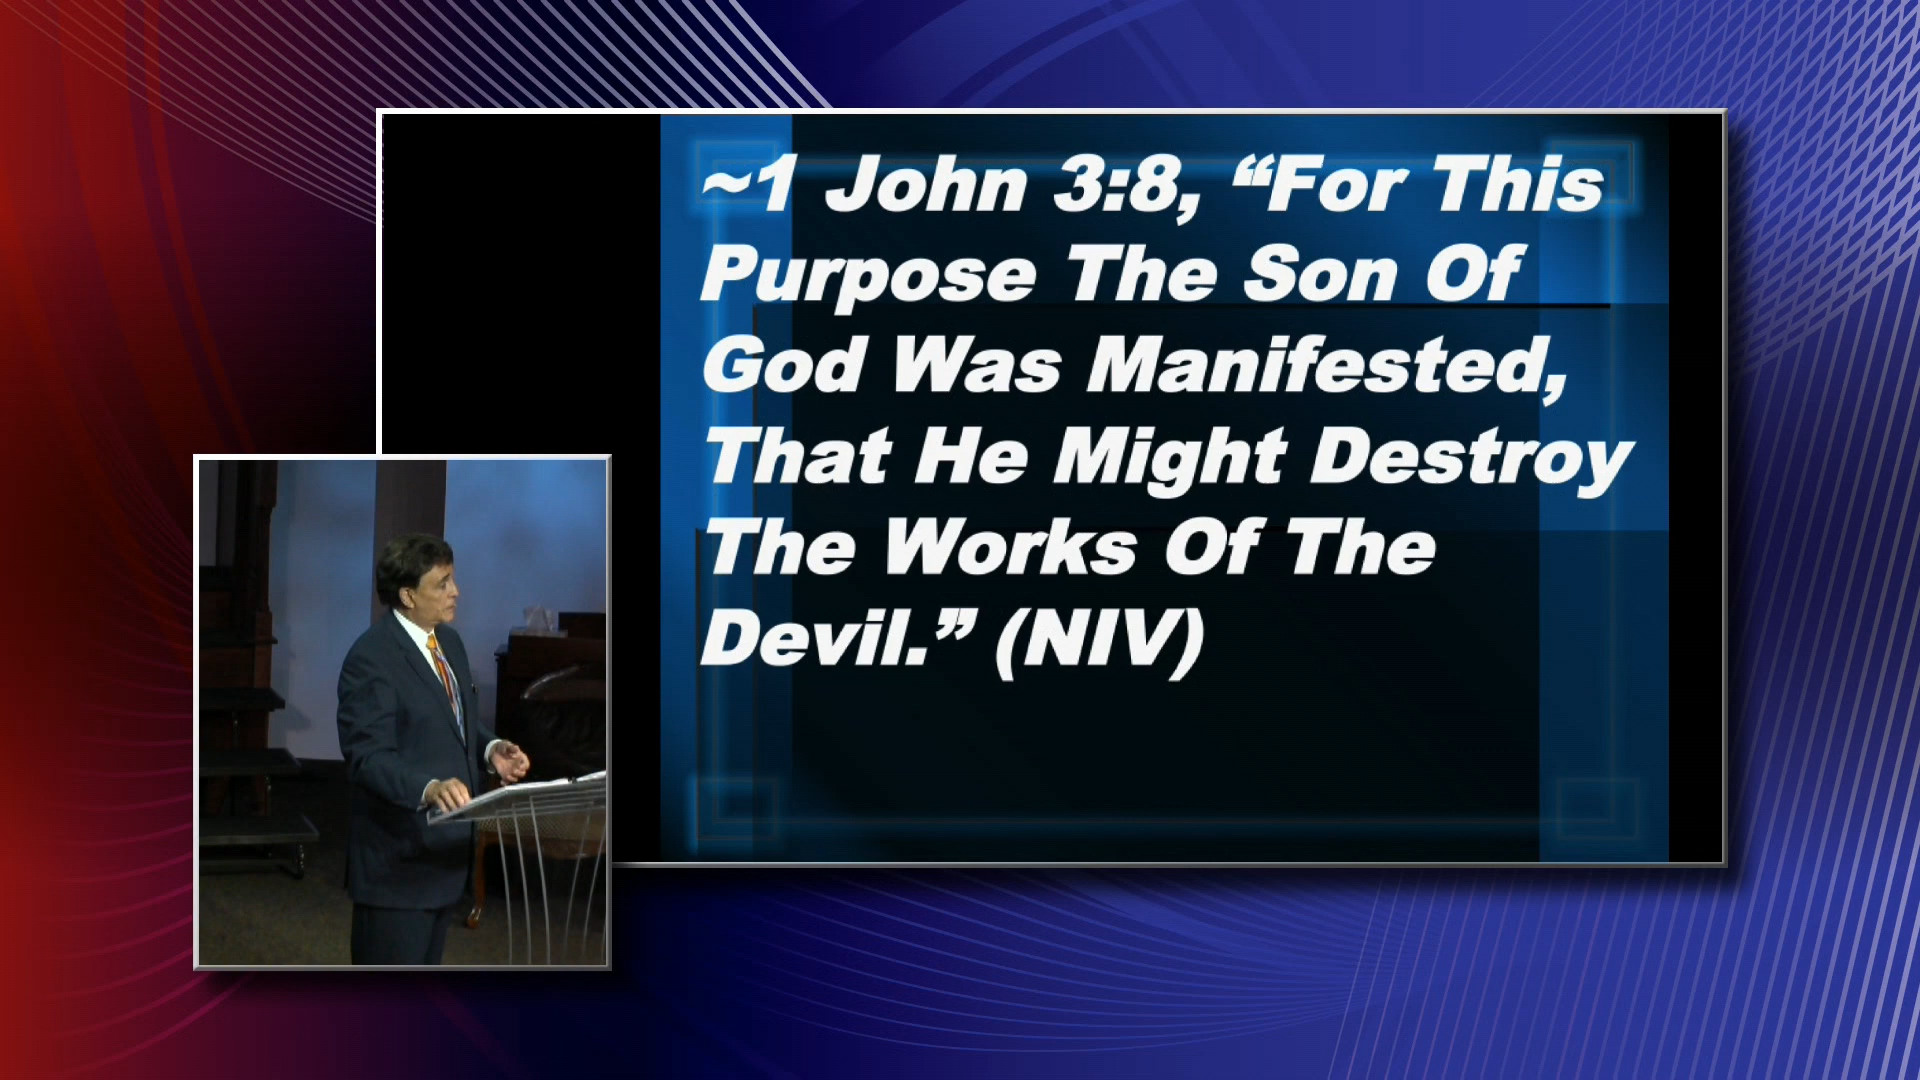 ~1 John 3:8, “For This
Purpose The Son Of
God Was Manifested,
That He Might Destroy
The Works Of The
Devil.” (NIV)